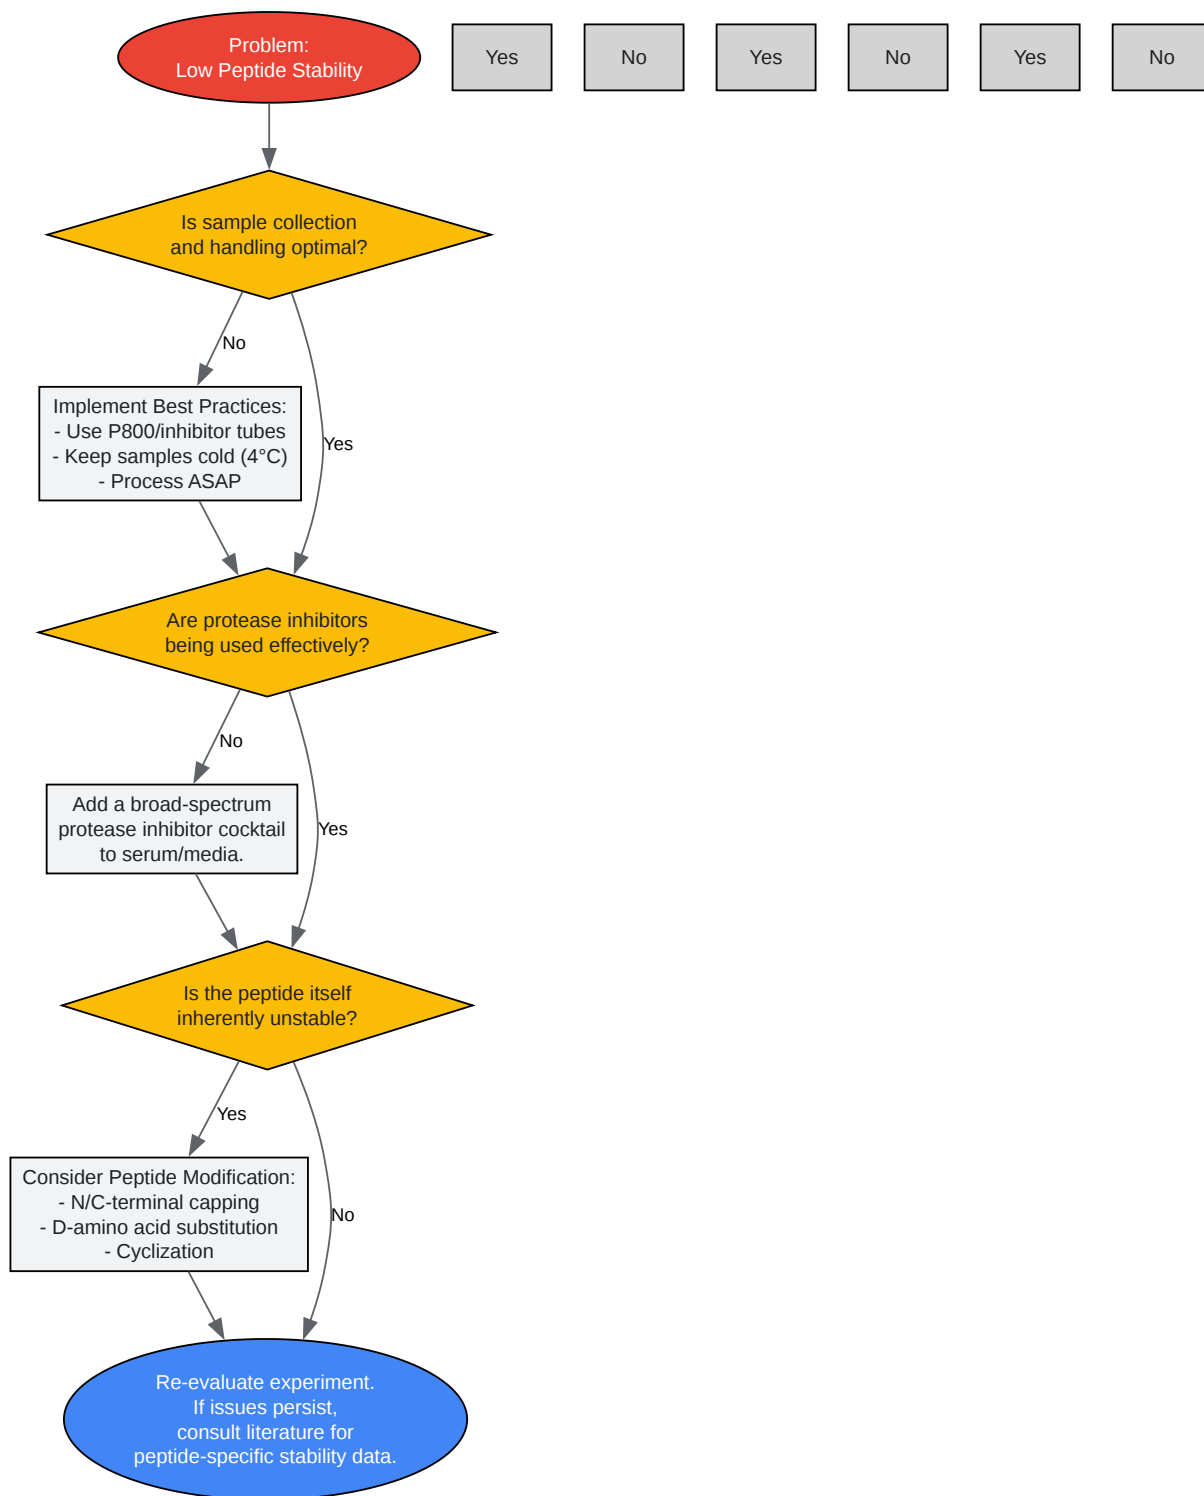 Problem:
Low Peptide Stability
Yes
No
Yes
No
Yes
No
Is sample collection
and handling optimal?
No
Yes
Implement Best Practices:
- Use P800/inhibitor tubes
- Keep samples cold (4°C)
- Process ASAP
Are protease inhibitors
being used effectively?
No
Yes
Add a broad-spectrum
protease inhibitor cocktail
to serum/media.
Is the peptide itself
inherently unstable?
Yes
No
Consider Peptide Modification:
- N/C-terminal capping
- D-amino acid substitution
- Cyclization
Re-evaluate experiment.
If issues persist,
consult literature for
peptide-specific stability data.